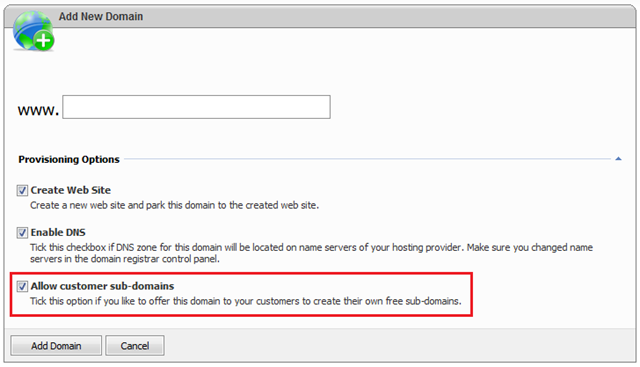 Add New Domain
www.
Provisioning Options
Create Web Site
Create a new web site and park this domain to the created web site.
Enable DNS
Tick this checkbox if DNS zone for this domain will be located on name servers of your hosting provider. Make sure you changed name
servers in the domain registrar control panel.
Allow customer sub-domains
Tick this option if you like to offer this domain to your customers to create their own free sub-domains.
Add Domain Cancel